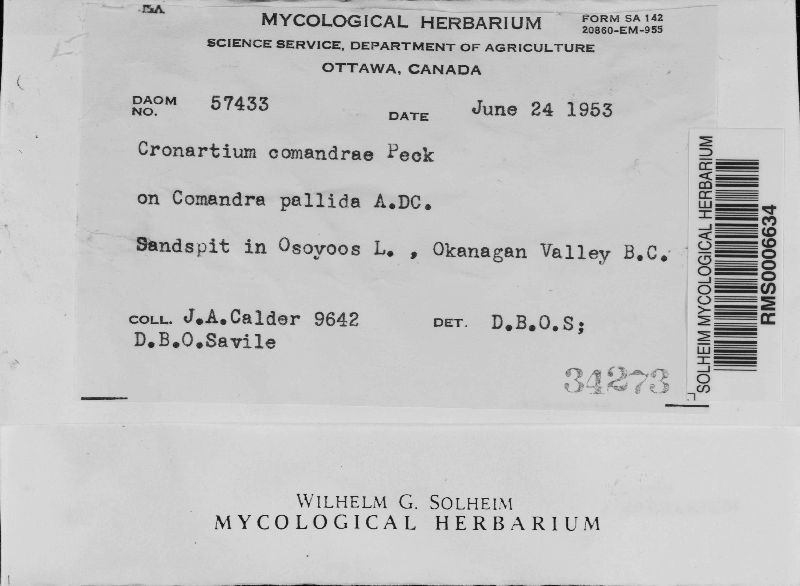 MYCOLOGICAL HERBARIUM
FORM SA 142
20860-EM-955
SCIENCE SERVICE, DEPARTMENT OF AGRICULTURE
OTTAWA, CANADA
DAOM NO. 57433
DATE June 24 1953
Cronartium comandrae Peck
on Comandra pallida A.DC.
Sandspit in Osoyoos L. , Okanagan Valley B.C.
COLL. J.A.Calder 9642
DET. D.B.O.S;
D.B.O.Savile
34273
SOLHEIM MYCOLOGICAL HERBARIUM
RMS0006634
WILHELM G. SOLHEIM
MYCOLOGICAL HERBARIUM